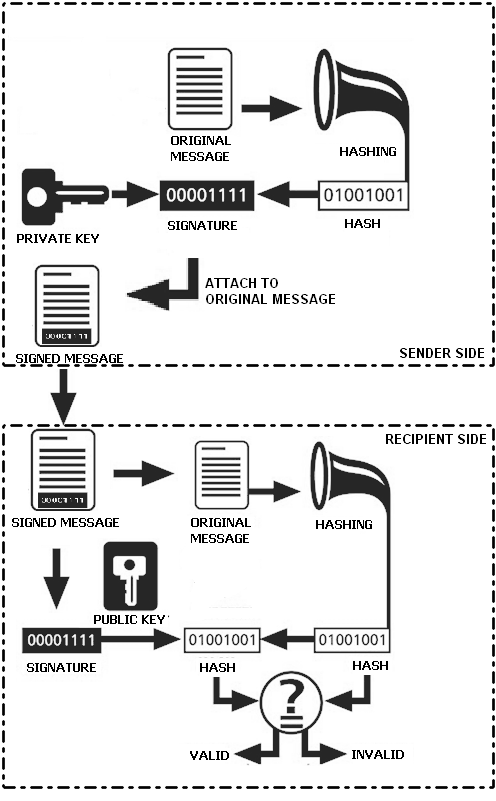 ORIGINAL
MESSAGE
HASHING
00001111
01001001
PRIVATE KEY
SIGNATURE
HASH
ATTACH TO
ORIGINAL MESSAGE
00001111
SIGNED MESSAGE
SENDER SIDE
RECIPIENT SIDE
00001111
SIGNED MESSAGE
ORIGINAL
MESSAGE
HASHING
PUBLIC KEY
00001111
01001001
01001001
SIGNATURE
HASH
HASH
?
VALID
INVALID